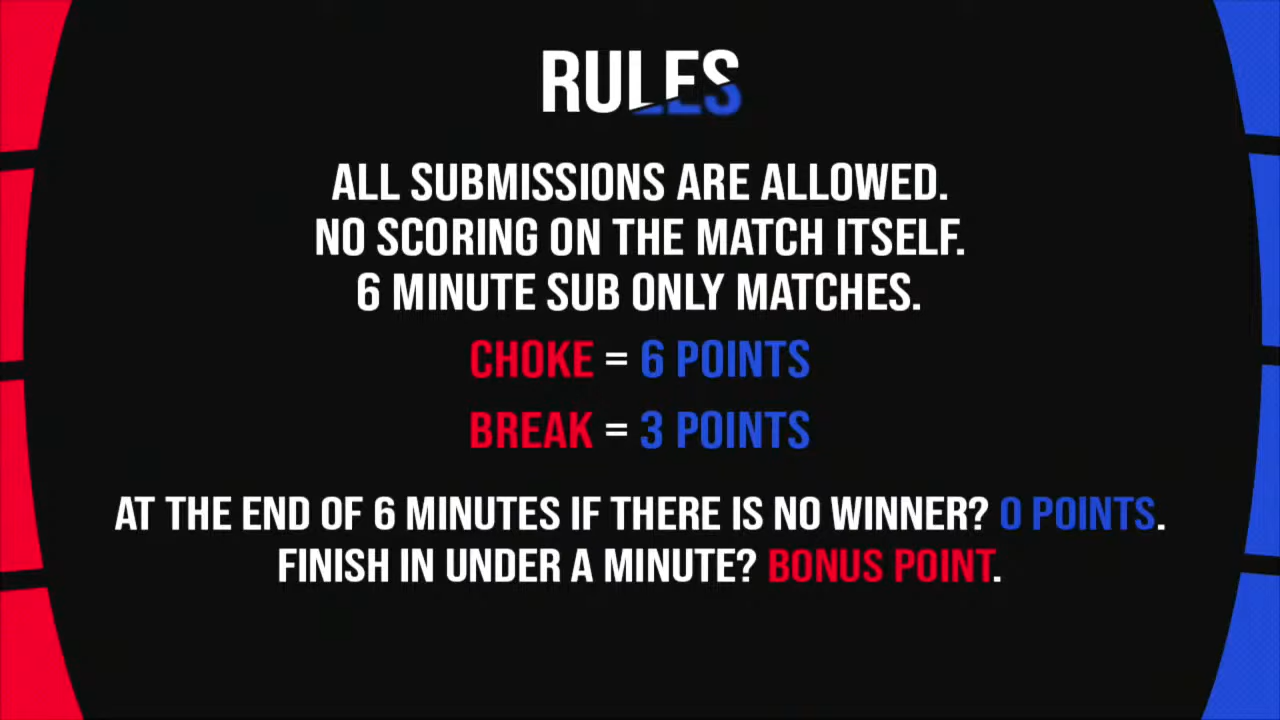 RULES
ALL SUBMISSIONS ARE ALLOWED.
NO SCORING ON THE MATCH ITSELF.
6 MINUTE SUB ONLY MATCHES.
CHOKE = 6 POINTS
BREAK = 3 POINTS
AT THE END OF 6 MINUTES IF THERE IS NO WINNER? 0 POINTS.
FINISH IN UNDER A MINUTE? BONUS POINT.